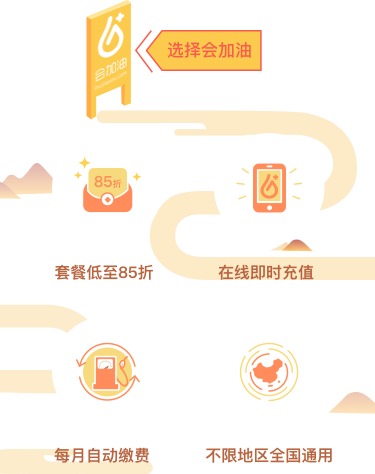 会加油
选择会加油
85折
套餐低至85折
在线即时充值
每月自动缴费
不限地区全国通用